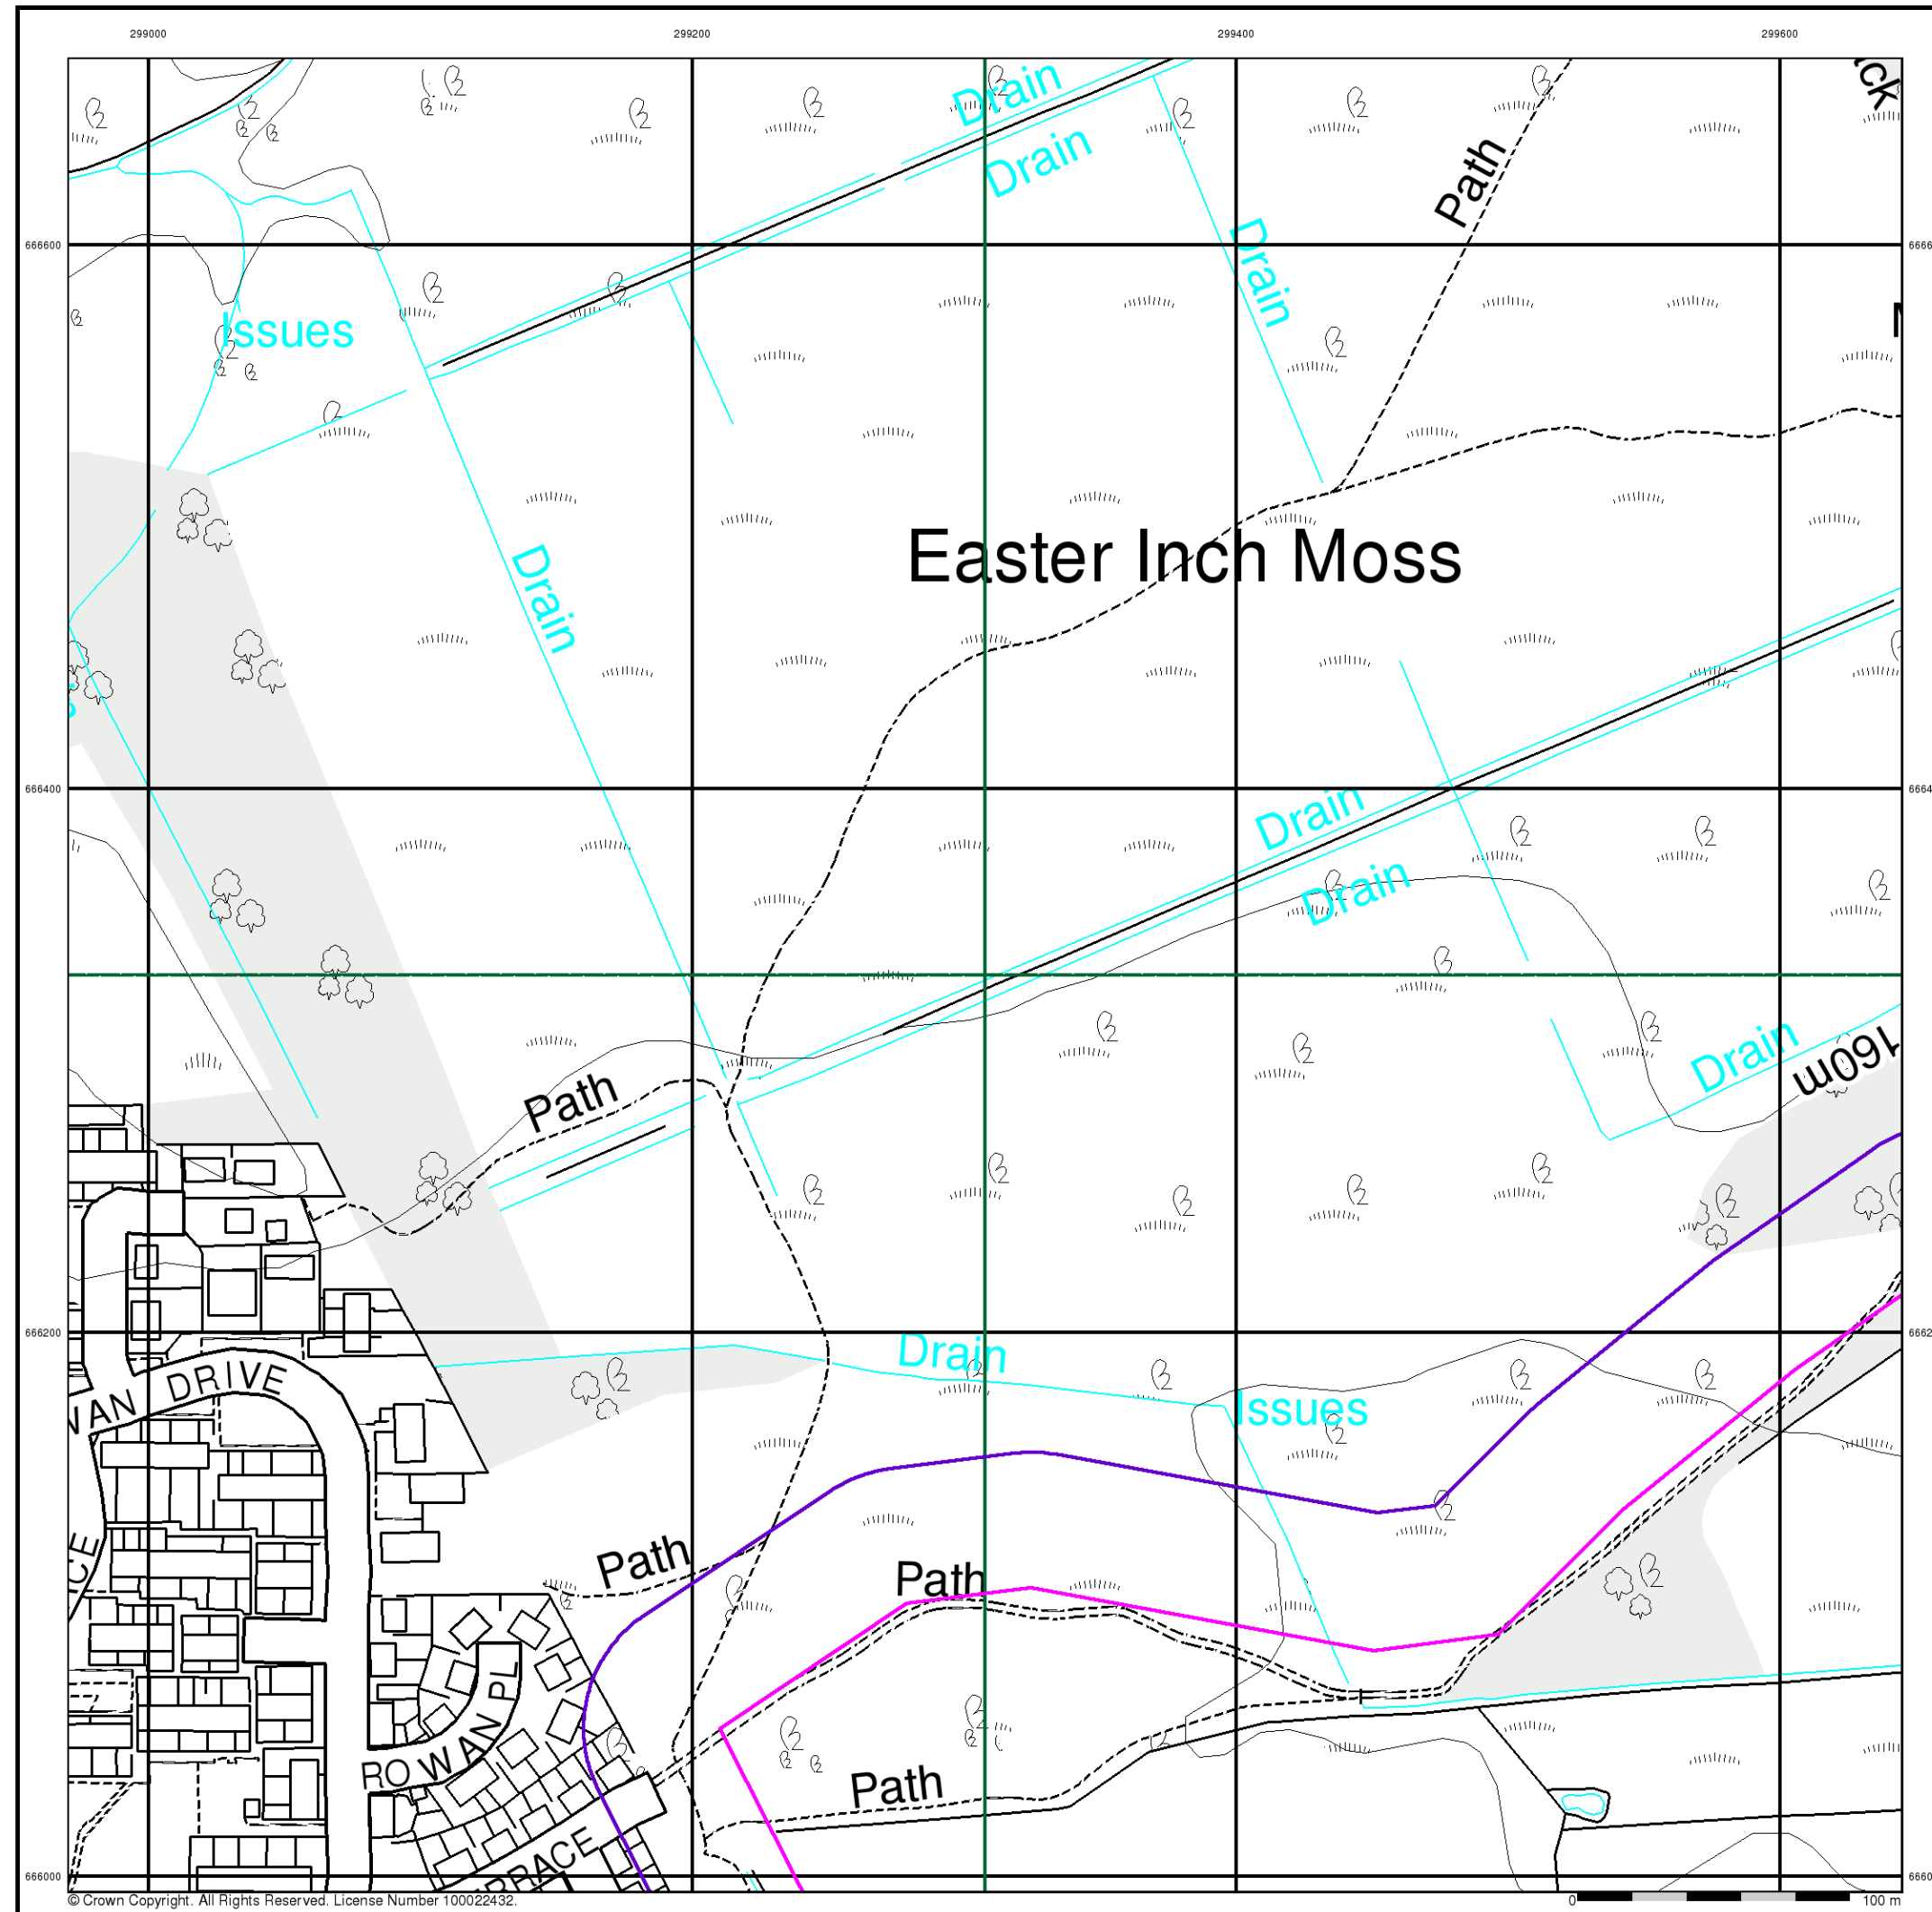 299000 299200 299400 299600
Drain
Drain
Path
666600
Drain
Issues
Easter Inch Moss
Drain
666400
Drain
Drain
160m
Drain
Path
666200
Drain
DRIVE
Issues
Path
Path
ROWAN PL
Path
666000
© Crown Copyright. All Rights Reserved. License Number 100022432.
0 100 m